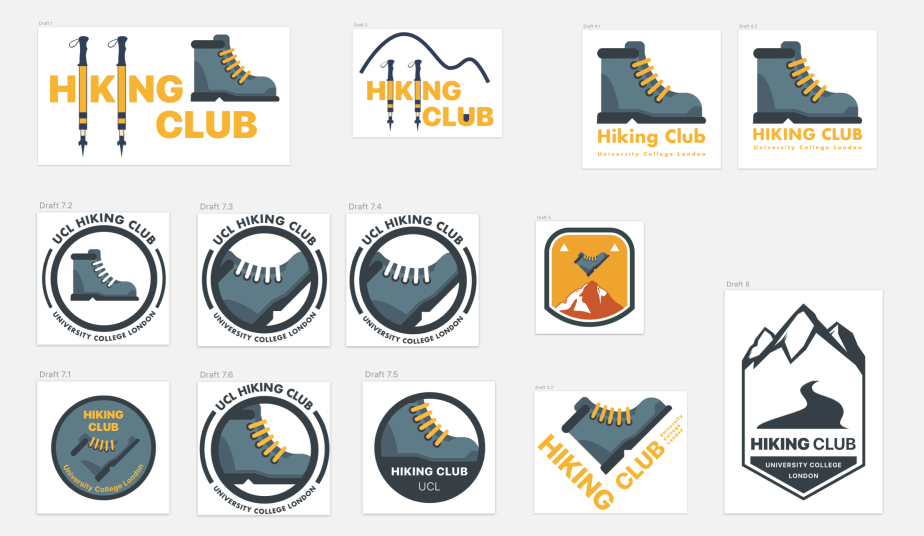 Draft 1
HIKING
CLUB
Draft 2
HIKING
CLUB
Draft 4.1
Hiking Club
University College London
Draft 4.2
HIKING CLUB
University College London
Draft 7.2
UCL HIKING CLUB
UNIVERSITY COLLEGE LONDON
Draft 7.3
UCL HIKING CLUB
UNIVERSITY COLLEGE LONDON
Draft 7.4
UCL HIKING CLUB
UNIVERSITY COLLEGE LONDON
Draft 8
HIKING CLUB
UNIVERSITY COLLEGE
LONDON
Draft 7.1
HIKING
CLUB
University College London
Draft 7.6
UCL HIKING CLUB
UNIVERSITY COLLEGE LONDON
Draft 7.5
HIKING CLUB
UCL
HIKING
CLUB
University
College
London